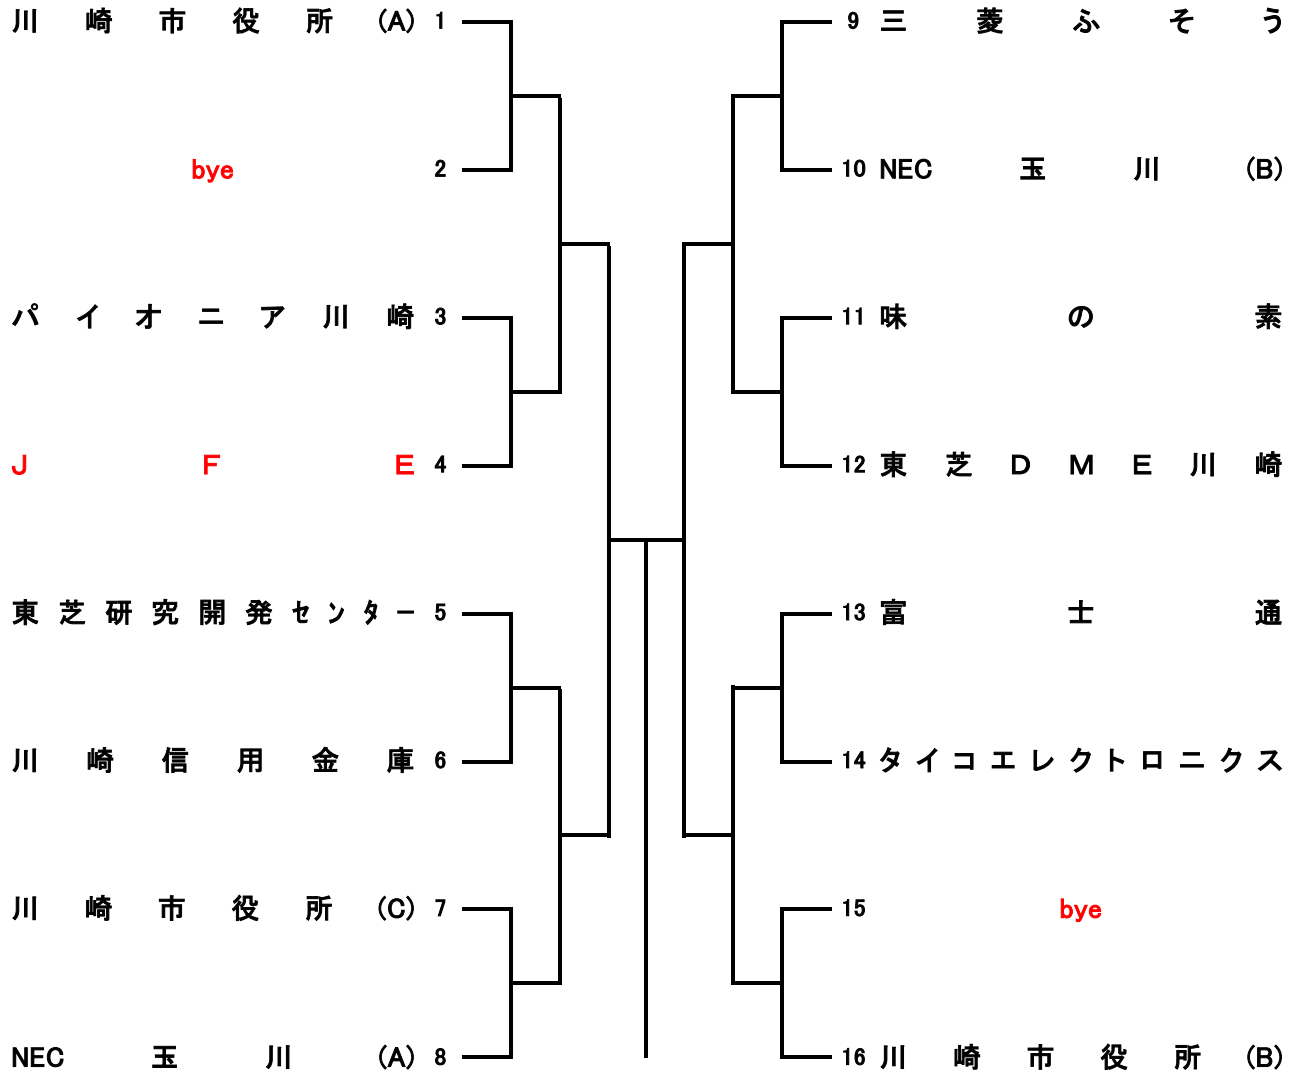 川崎市役所(A) 1
bye 2
パイオニア川崎 3
ＪＦＥ 4
東芝研究開発ｾﾝﾀｰ 5
川崎信用金庫 6
川崎市役所(C) 7
NEC玉川(A) 8
9 三菱ふそう
10 NEC玉川(B)
11 味の素
12 東芝ＤＭＥ川崎
13 富士通
14 タイコエレクトロニクス
15 bye
16 川崎市役所(B)